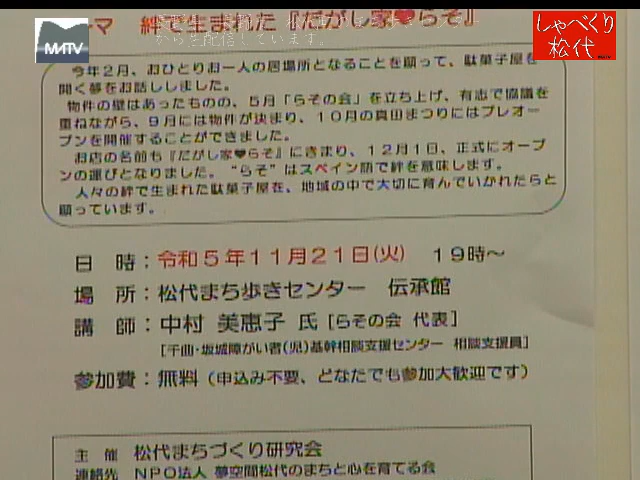 ーマ 絆で生まれた『だがし家♥らそ』
からを配信しています。
MMTV
しゃべくり
松代
今年2月、おひとりお一人の居場所となることを願って、駄菓子屋を
開く夢をお話ししました。
物件の壁はあったものの、5月「らその会」を立ち上げ、有志で協議を
重ねながら、9月には物件が決まり、10月の真田まつりにはプレオー
プンを開催することができました。
お店の名前も『だがし家♥らそ』にきまり、12月1日、正式にオープ
ンの運びとなりました。“らそ”はスペイン語で絆を意味します。
人々の絆で生まれた駄菓子屋を、地域の中で大切に育んでいかれたらと
願っています。
日 時：令和5年11月21日(火) 19時～
場 所：松代まち歩きセンター 伝承館
講 師：中村 美恵子 氏 [らその会 代表]
[千曲・坂城障がい者(児)基幹相談支援センター 相談支援員]
参加費：無料（申込み不要、どなたでも参加大歓迎です）
主 催 松代まちづくり研究会
連絡先 NPO法人 夢空間松代のまちと心を育てる会